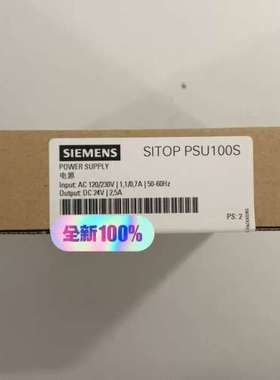 SIEMENS
SITOP PSU100S
POWER SUPPLY
电源
Input: AC 120/230V | 1,1/0,7A | 50-60Hz
Output: DC 24V | 2,5A
PS: 2
全新100%